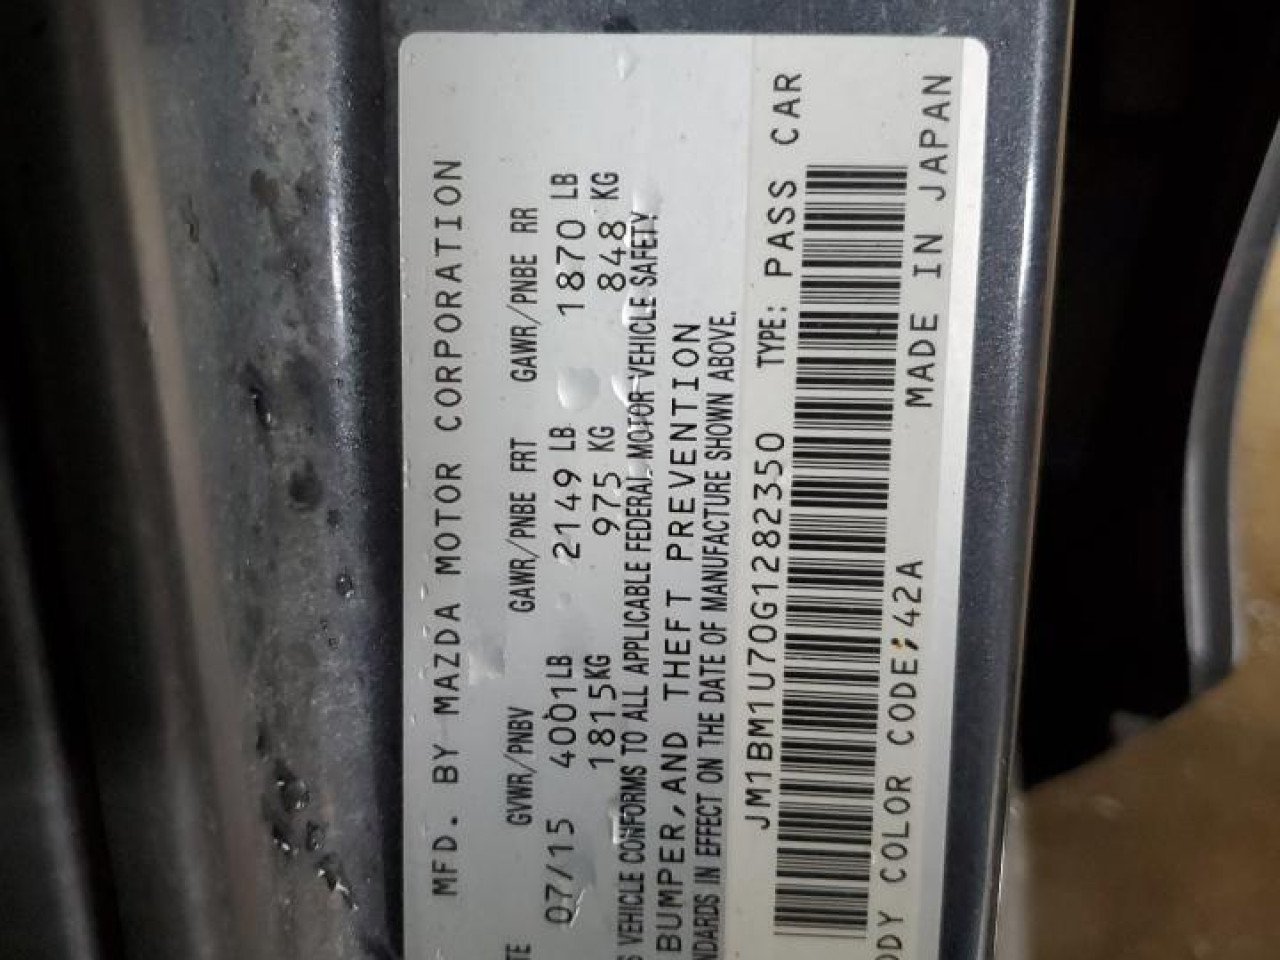 MFD. BY MAZDA MOTOR CORPORATION
GVWR/PNBV GAWR/PNBE FRT GAWR/PNBE RR
07/15 4001LB 2149 LB 1870 LB
1815KG 975 KG 848 KG
VEHICLE CONFORMS TO ALL APPLICABLE FEDERAL MOTOR VEHICLE SAFETY
BUMPER, AND THEFT PREVENTION
NDARDS IN EFFECT ON THE DATE OF MANUFACTURE SHOWN ABOVE.
JM1BM1U70G1282350 TYPE: PASS CAR
ODY COLOR CODE: 42A MADE IN JAPAN